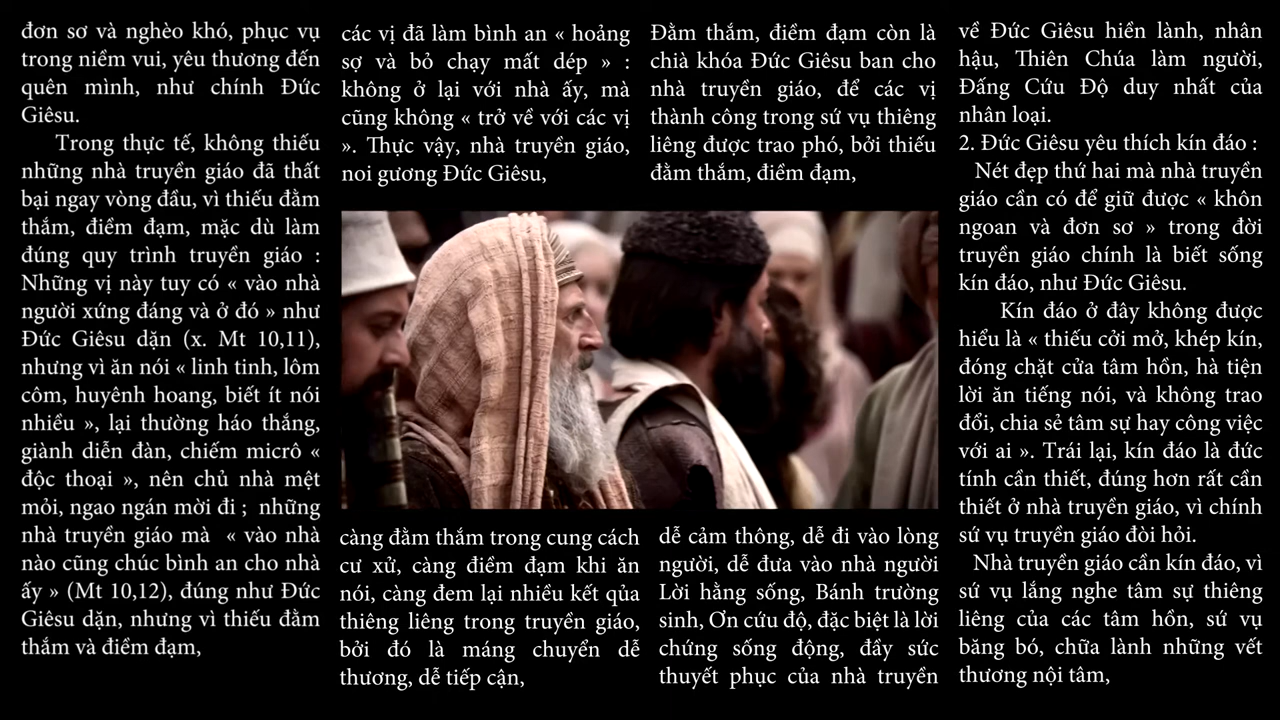 đơn sơ và nghèo khó, phục vụ
trong niềm vui, yêu thương đến
quên mình, như chính Đức
Giêsu.
Trong thực tế, không thiếu
những nhà truyền giáo đã thất
bại ngay vòng đầu, vì thiếu đằm
thắm, điềm đạm, mặc dù làm
đúng quy trình truyền giáo :
Những vị này tuy có « vào nhà
người xứng đáng và ở đó » như
Đức Giêsu dặn (x. Mt 10,11),
nhưng vì ăn nói « linh tinh, lôm
côm, huyênh hoang, biết ít nói
nhiều », lại thường háo thắng,
giành diễn đàn, chiếm micrô «
độc thoại », nên chủ nhà mệt
mỏi, ngao ngán mời đi ; những
nhà truyền giáo mà « vào nhà
nào cũng chúc bình an cho nhà
ấy » (Mt 10,12), đúng như Đức
Giêsu dặn, nhưng vì thiếu đằm
thắm và điềm đạm,
các vị đã làm bình an « hoảng
sợ và bỏ chạy mất dép » :
không ở lại với nhà ấy, mà
cũng không « trở về với các vị
». Thực vậy, nhà truyền giáo,
noi gương Đức Giêsu,
càng đằm thắm trong cung cách
cư xử, càng điềm đạm khi ăn
nói, càng đem lại nhiều kết qủa
thiêng liêng trong truyền giáo,
bởi đó là máng chuyển dễ
thương, dễ tiếp cận,
Đằm thắm, điềm đạm còn là
chià khóa Đức Giêsu ban cho
nhà truyền giáo, để các vị
thành công trong sứ vụ thiêng
liêng được trao phó, bởi thiếu
đằm thắm, điềm đạm,
dễ cảm thông, dễ đi vào lòng
người, dễ đưa vào nhà người
Lời hằng sống, Bánh trường
sinh, Ơn cứu độ, đặc biệt là lời
chứng sống động, đầy sức
thuyết phục của nhà truyền
về Đức Giêsu hiền lành, nhân
hậu, Thiên Chúa làm người,
Đấng Cứu Độ duy nhất của
nhân loại.
2. Đức Giêsu yêu thích kín đáo :
Nét đẹp thứ hai mà nhà truyền
giáo cần có để giữ được « khôn
ngoan và đơn sơ » trong đời
truyền giáo chính là biết sống
kín đáo, như Đức Giêsu.
Kín đáo ở đây không được
hiểu là « thiếu cởi mở, khép kín,
đóng chặt cửa tâm hồn, hà tiện
lời ăn tiếng nói, và không trao
đổi, chia sẻ tâm sự hay công việc
với ai ». Trái lại, kín đáo là đức
tính cần thiết, đúng hơn rất cần
thiết ở nhà truyền giáo, vì chính
sứ vụ truyền giáo đòi hỏi.
Nhà truyền giáo cần kín đáo, vì
sứ vụ lắng nghe tâm sự thiêng
liêng của các tâm hồn, sứ vụ
băng bó, chữa lành những vết
thương nội tâm,